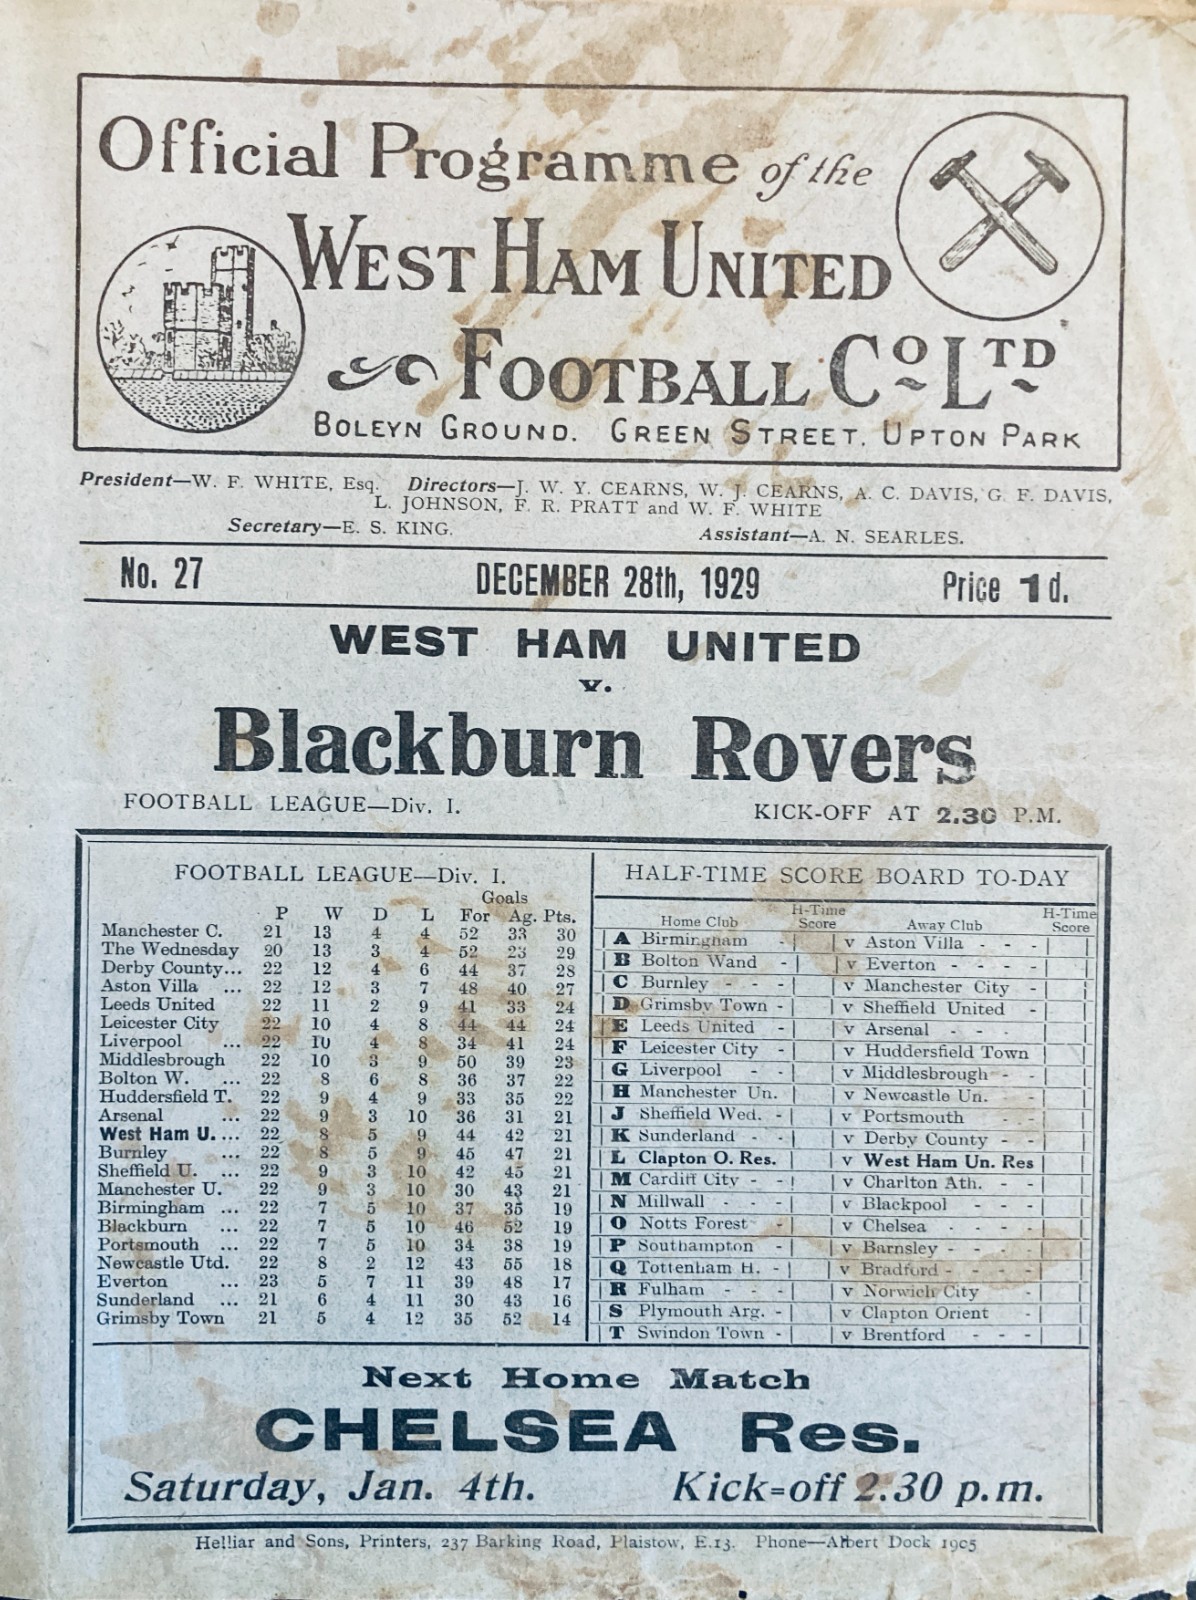 Official Programme of the
WEST HAM UNITED
FOOTBALL CO LTD
BOLEYN GROUND. GREEN STREET. UPTON PARK
President—W. F. WHITE, Esq. Directors—J. W. Y. CEARNS, W. J. CEARNS, A. C. DAVIS, G. F. DAVIS,
L. JOHNSON, F. R. PRATT and W. F. WHITE
Secretary—E. S. KING. Assistant—A. N. SEARLES.
No. 27 DECEMBER 28th, 1929 Price 1d.
WEST HAM UNITED
v.
Blackburn Rovers
FOOTBALL LEAGUE—Div. I. KICK-OFF AT 2.30 P.M.
FOOTBALL LEAGUE—Div. I.
Goals
P W D L For Ag. Pts.
Manchester C. 21 13 4 4 52 33 30
The Wednesday 20 13 3 4 52 23 29
Derby County... 22 12 4 6 44 37 28
Aston Villa ... 22 12 3 7 48 40 27
Leeds United 22 11 2 9 41 33 24
Leicester City 22 10 4 8 44 44 24
Liverpool ... 22 10 4 8 34 41 24
Middlesbrough 22 10 3 9 50 39 23
Bolton W. ... 22 8 6 8 36 37 22
Huddersfield T. 22 9 4 9 33 35 22
Arsenal ... 22 9 3 10 36 31 21
West Ham U. ... 22 8 5 9 44 42 21
Burnley ... 22 8 5 9 45 47 21
Sheffield U. ... 22 9 3 10 42 45 21
Manchester U. 22 9 3 10 30 43 21
Birmingham ... 22 7 5 10 37 35 19
Blackburn ... 22 7 5 10 46 52 19
Portsmouth ... 22 7 5 10 34 38 19
Newcastle Utd. 22 8 2 12 43 55 18
Everton ... 23 5 7 11 39 48 17
Sunderland ... 21 6 4 11 30 43 16
Grimsby Town 21 5 4 12 35 52 14
HALF-TIME SCORE BOARD TO-DAY
Home Club H-Time Score Away Club H-Time Score
A Birmingham - v Aston Villa - - -
B Bolton Wand - v Everton - - - -
C Burnley - - - v Manchester City -
D Grimsby Town - v Sheffield United -
E Leeds United - v Arsenal - - -
F Leicester City - v Huddersfield Town
G Liverpool - - v Middlesbrough - -
H Manchester Un. - v Newcastle Un. -
J Sheffield Wed. - v Portsmouth - -
K Sunderland - - v Derby County - -
L Clapton O. Res. v West Ham Un. Res
M Cardiff City - - v Charlton Ath. - -
N Millwall - - - v Blackpool - - -
O Notts Forest - v Chelsea - - - -
P Southampton - v Barnsley - - -
Q Tottenham H. - v Bradford - - - -
R Fulham - - - v Norwich City -
S Plymouth Arg. - v Clapton Orient -
T Swindon Town - v Brentford - - -
Next Home Match
CHELSEA Res.
Saturday, Jan. 4th. Kick=off 2.30 p.m.
Helliar and Sons, Printers, 237 Barking Road, Plaistow, E.13. Phone—Albert Dock 1905